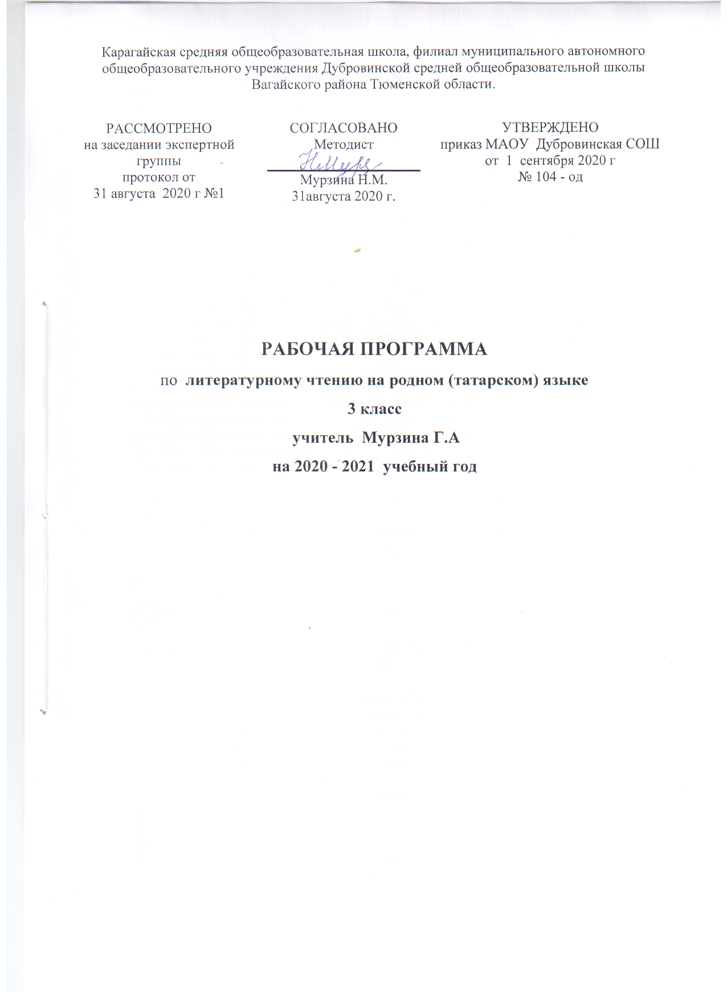 Карагайская средняя общеобразовательная школа, филиал муниципального автономного
общеобразовательного учреждения Дубровинской средней общеобразовательной школы
Вагайского района Тюменской области.
РАССМОТРЕНО
на заседании экспертной
группы
протокол от
31 августа 2020 г №1
СОГЛАСОВАНО
Методист
Мурзина Н.М.
31августа 2020 г.
УТВЕРЖДЕНО
приказ МАОУ Дубровинская СОШ
от 1 сентября 2020 г
№ 104 - од
РАБОЧАЯ ПРОГРАММА
по литературному чтению на родном (татарском) языке
3 класс
учитель Мурзина Г.А
на 2020 - 2021 учебный год